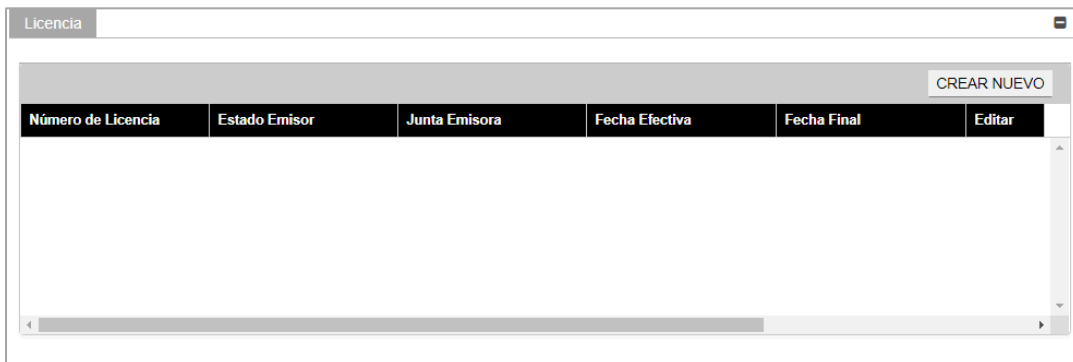 Licencia
CREAR NUEVO
Número de Licencia Estado Emisor Junta Emisora Fecha Efectiva Fecha Final Editar